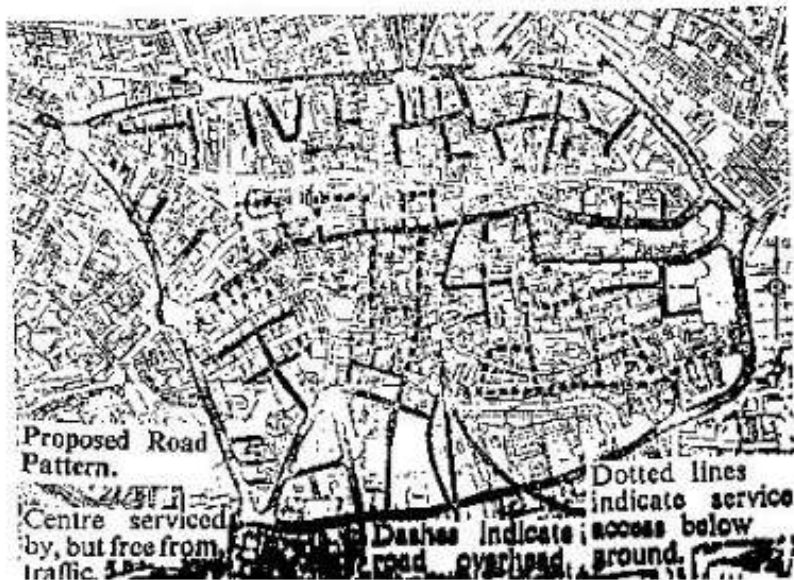 Proposed Road
Pattern.
Centre serviced
by, but free from
traffic.
Dashes indicate
road overhead
Dotted lines
indicate service
access below
ground.